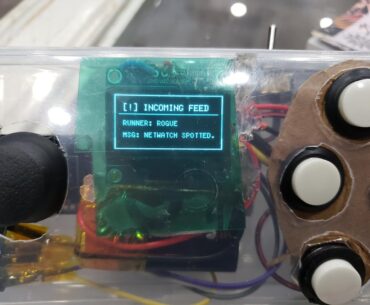 [!] INCOMING FEED
RUNNER: ROGUE
MSG: NETWATCH SPOTTED.